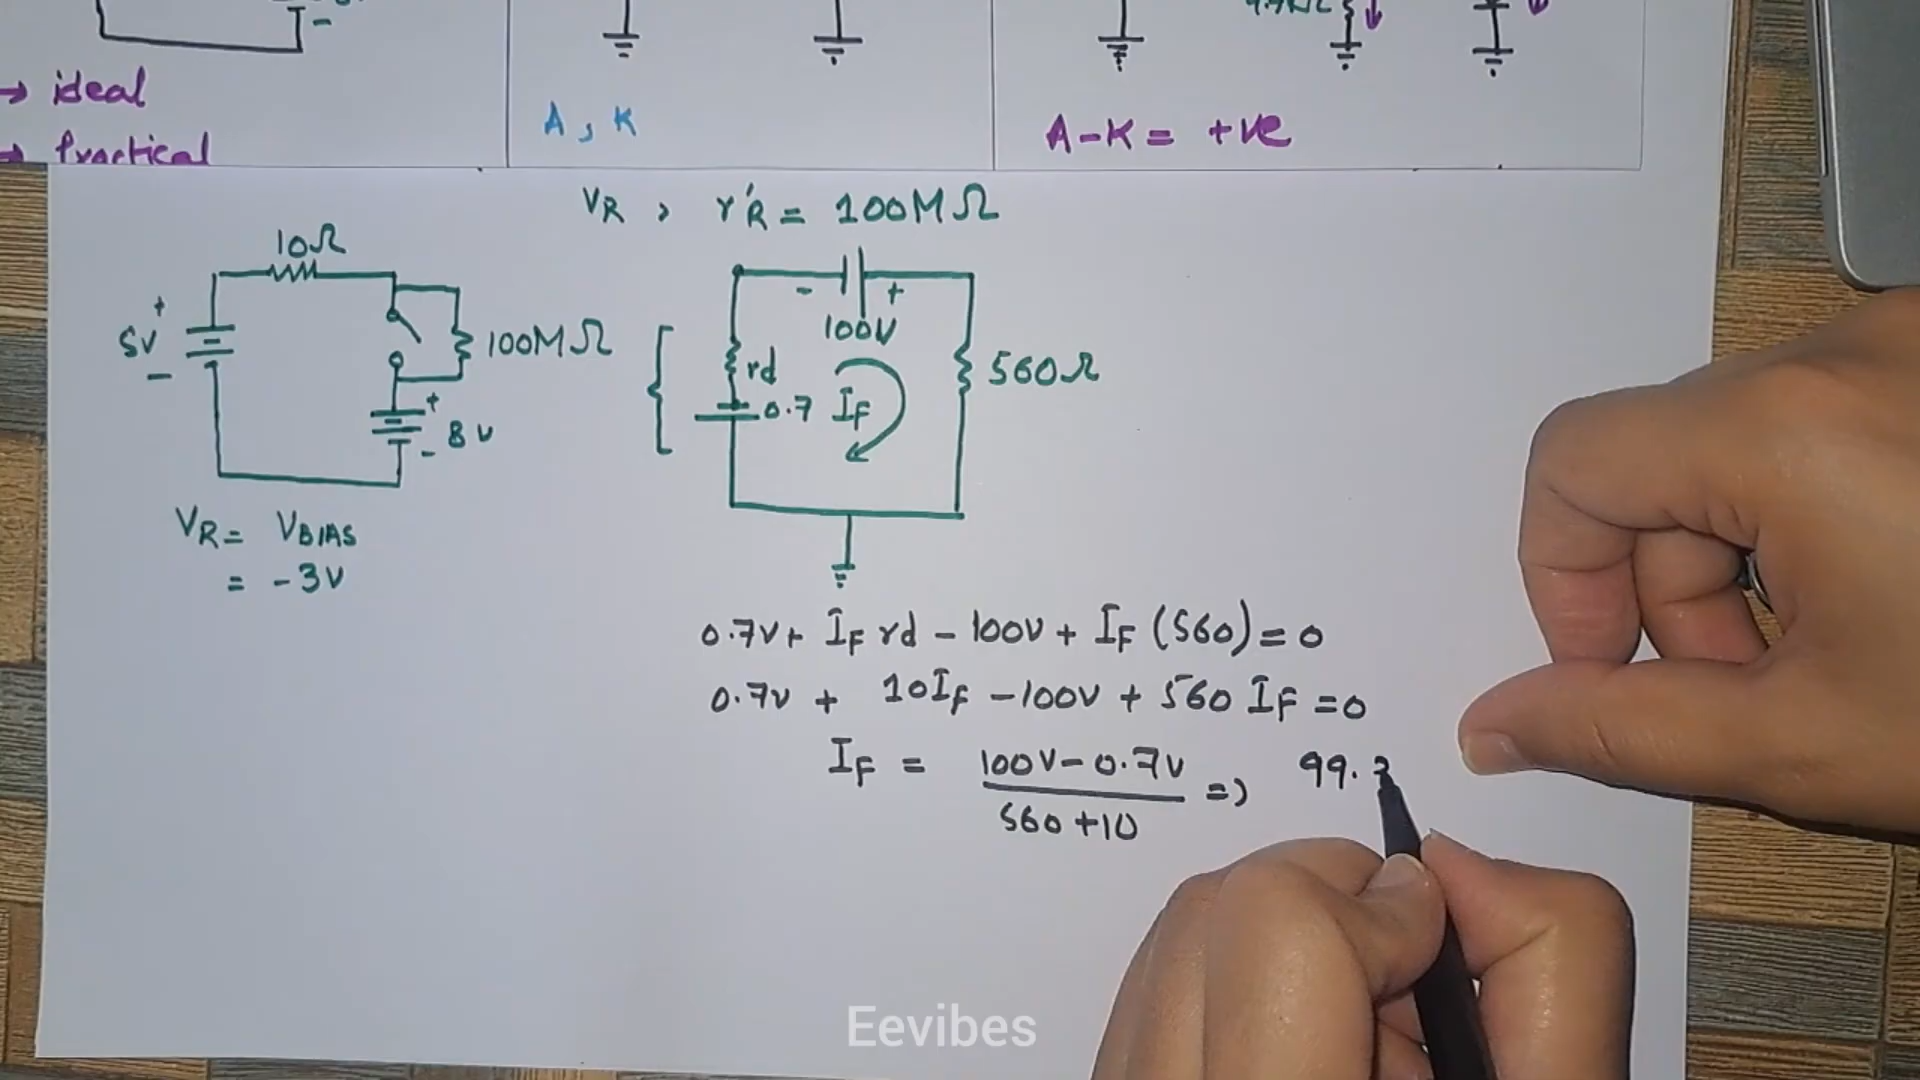 → ideal
→ Practical
A, K
A-K = +ve
VR, r'R = 100MΩ
10Ω
+
5V
-
100MΩ
+
- 8V
VR = VBIAS
= -3V
- +
100V
rd
0.7 IF
560Ω
0.7V + IF rd - 100V + IF (560) = 0
0.7V + 10IF - 100V + 560 IF = 0
IF = 100V - 0.7V / 560 + 10 => 99.3
Eevibes